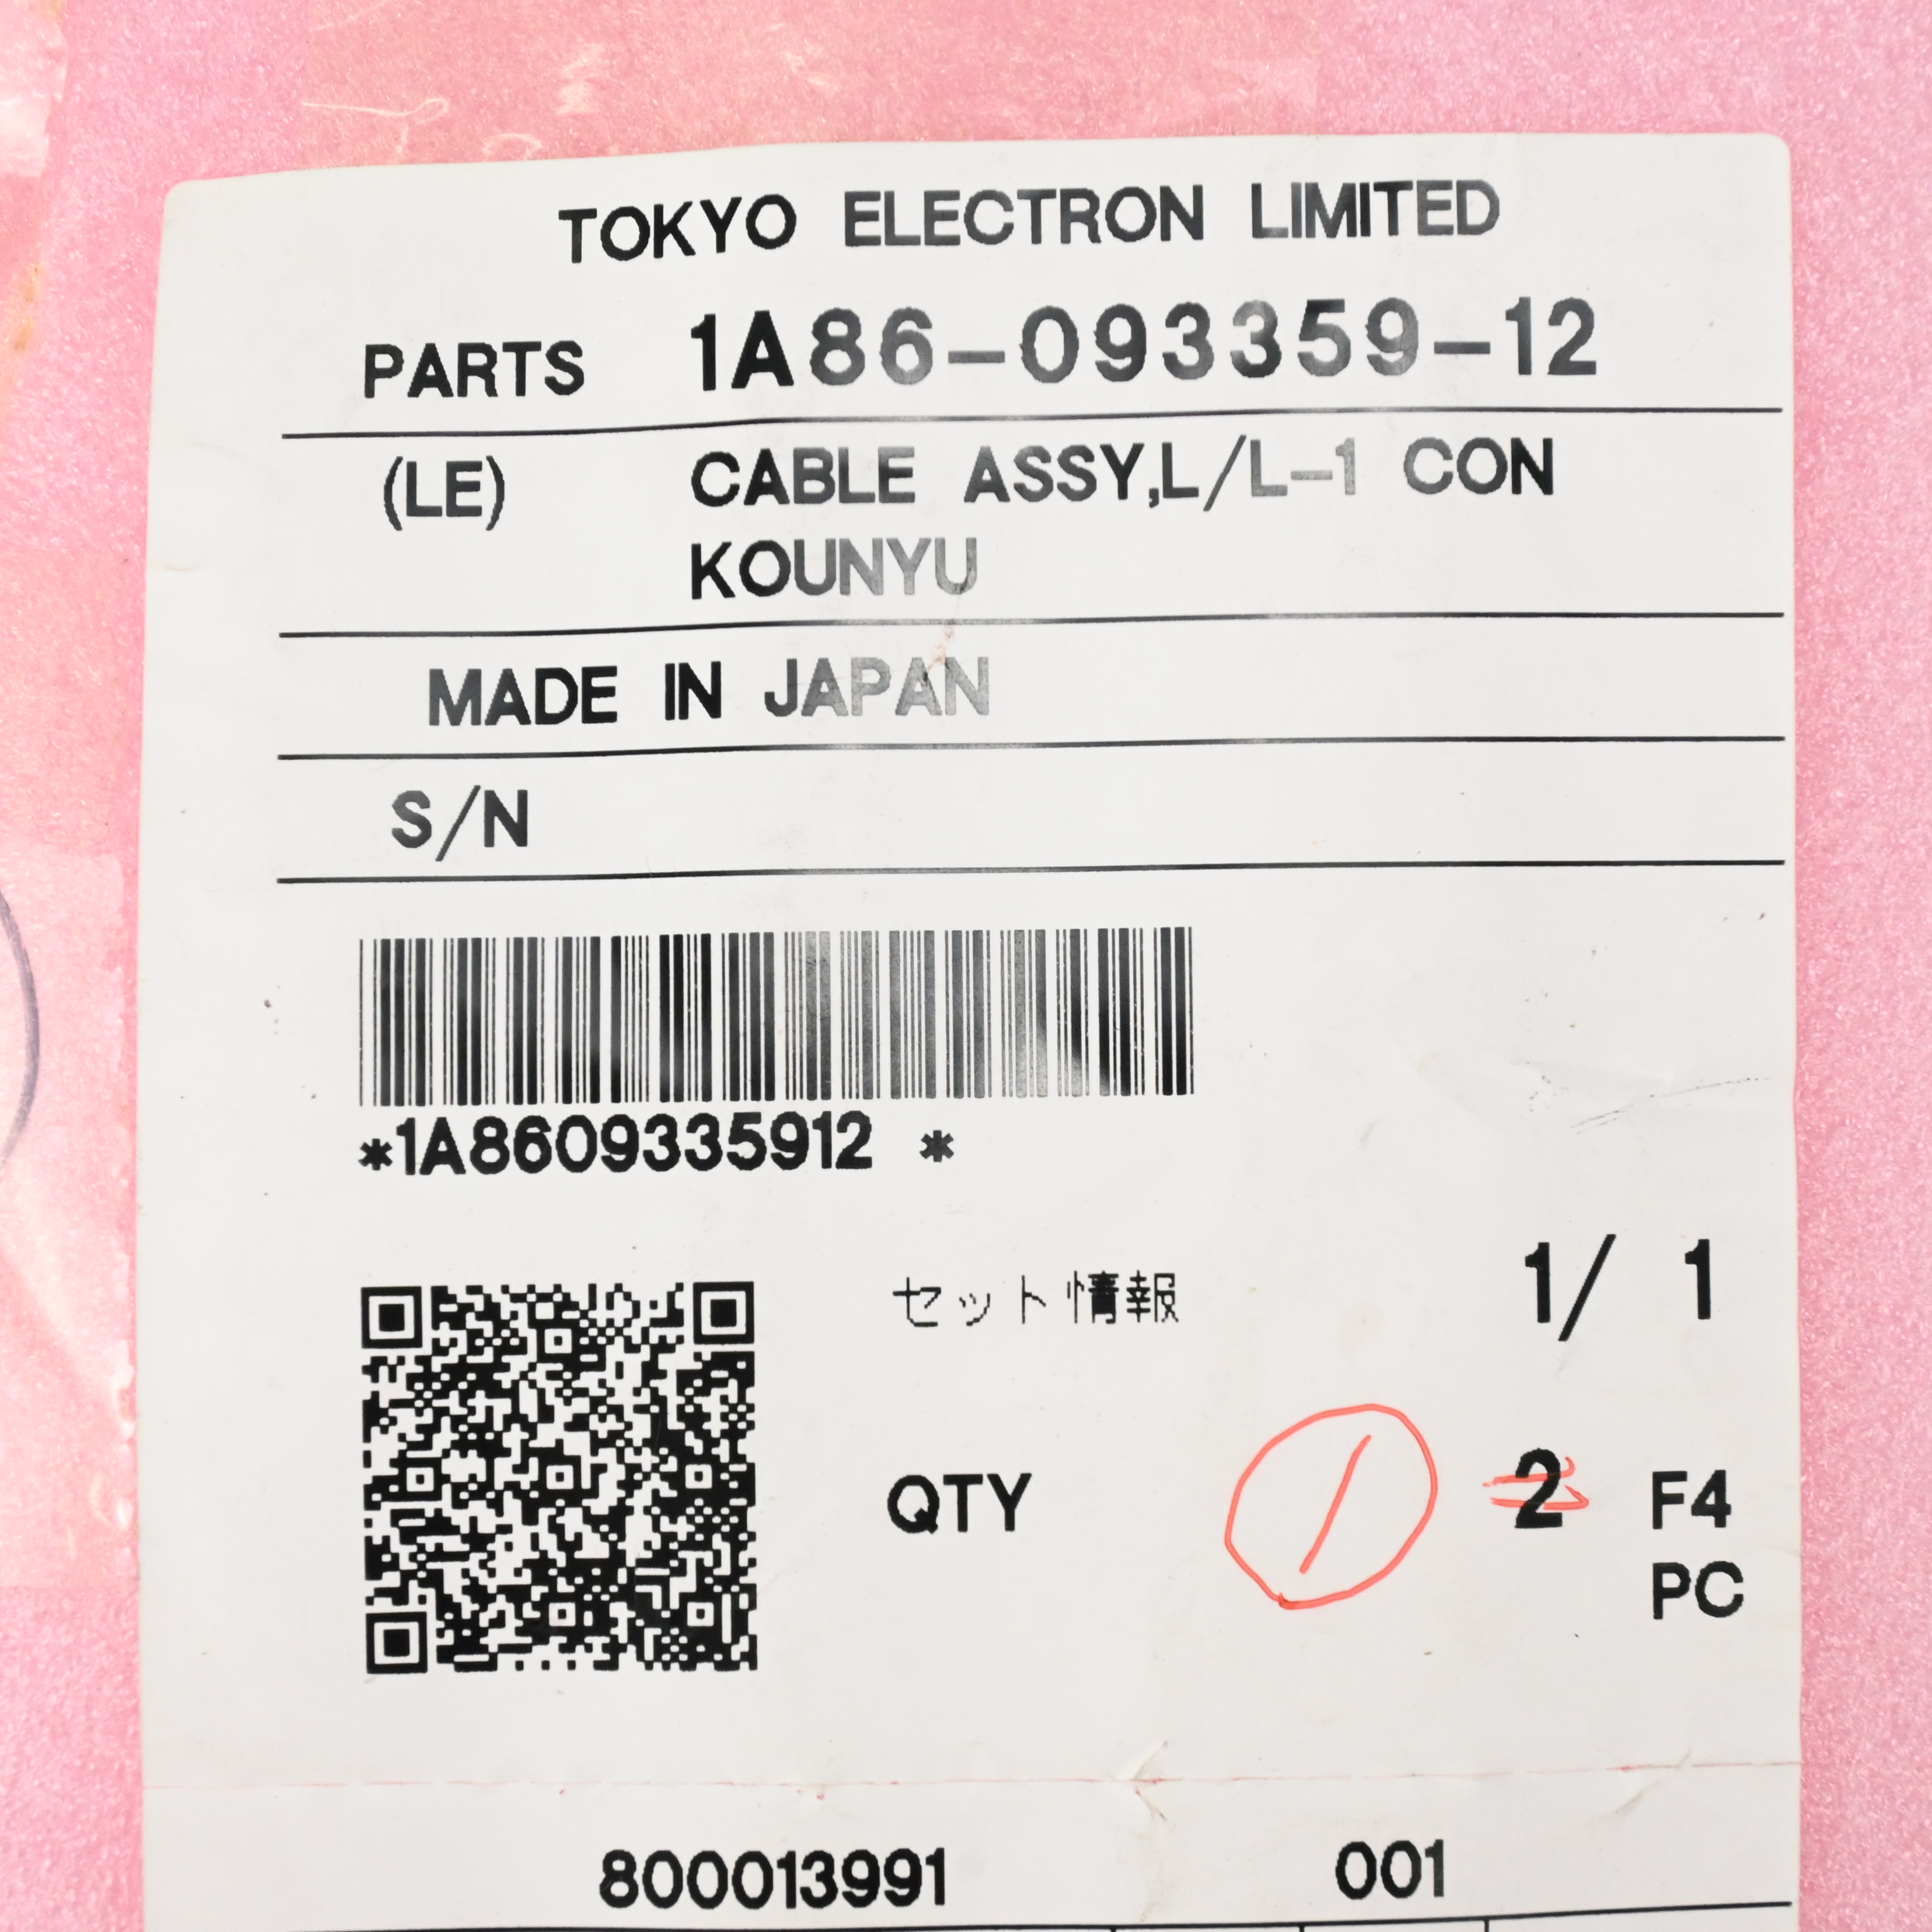 TOKYO ELECTRON LIMITED
PARTS 1A86-093359-12
(LE) CABLE ASSY,L/L-1 CON
KOUNYU
MADE IN JAPAN
S/N
*1A8609335912 *
セット情報 1/ 1
QTY 1 2 F4
PC
800013991 001